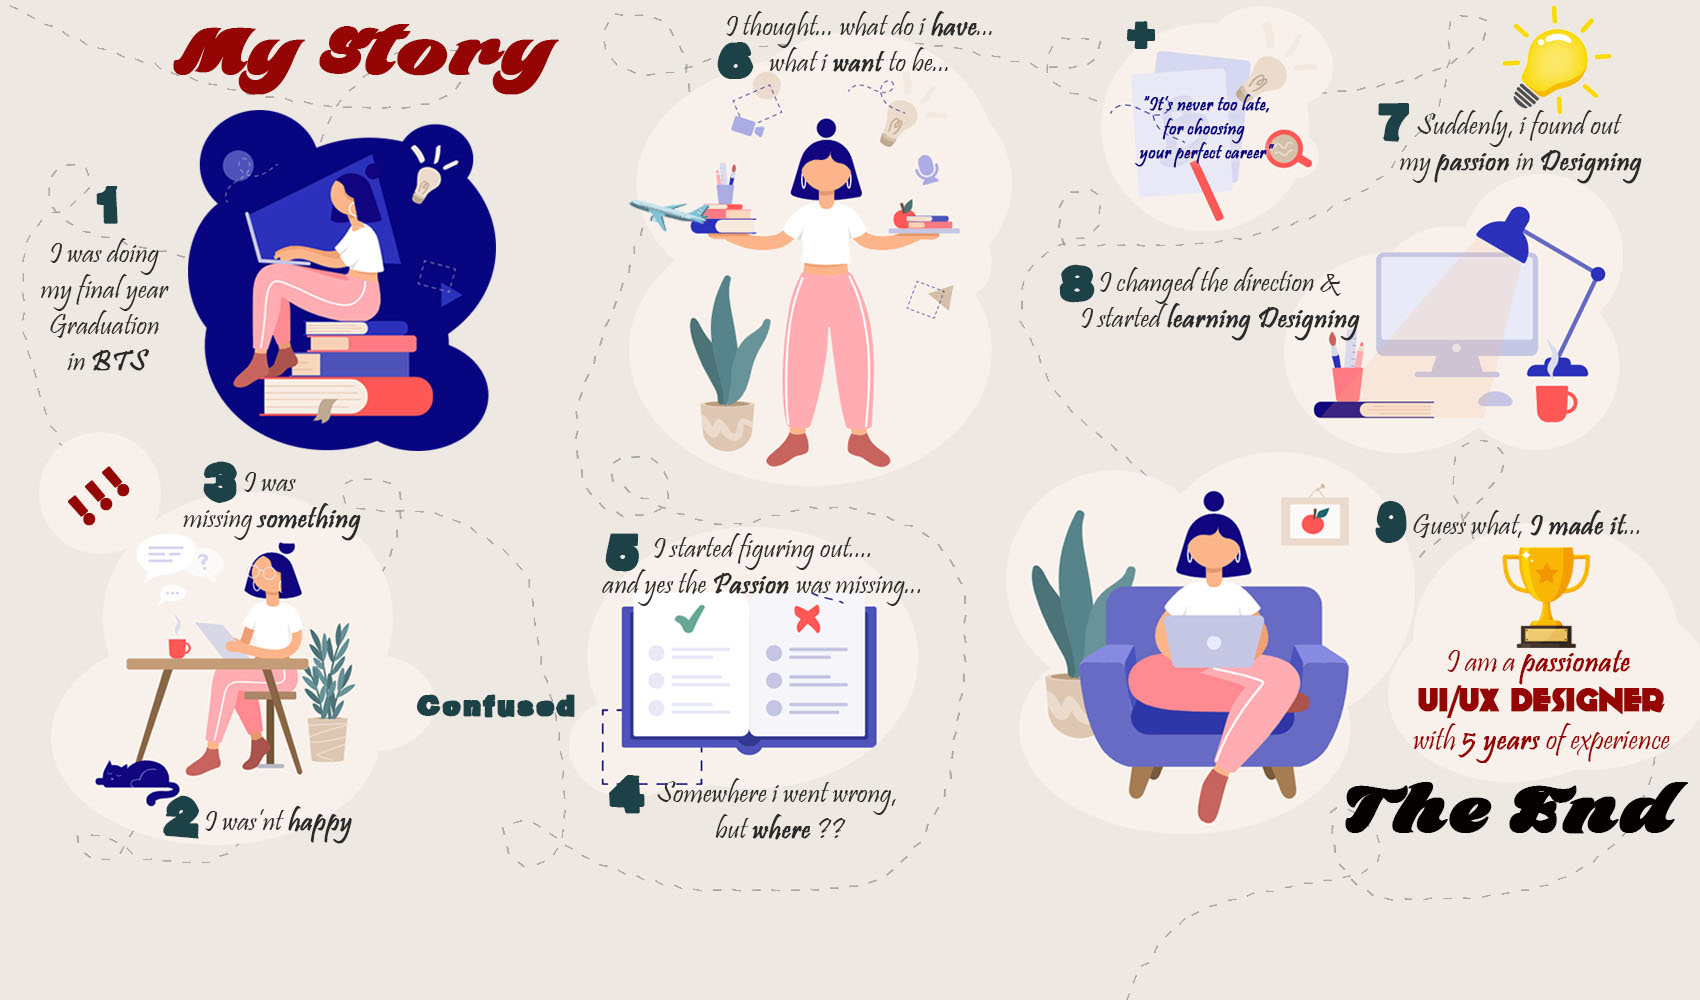 My Story
1
I was doing
my final year
Graduation
in BTS
2 I was'nt happy
!!!
3 I was
missing something
?
Confused
4 Somewhere i went wrong,
but where ??
5 I started figuring out....
and yes the Passion was missing...
I thought... what do i have...
6 what i want to be...
7 Suddenly, i found out
my passion in Designing
+
"It's never too late,
for choosing
your perfect career"
8 I changed the direction &
I started learning Designing
9 Guess what, I made it...
I am a passionate
UI/UX DESIGNER
with 5 years of experience
The End